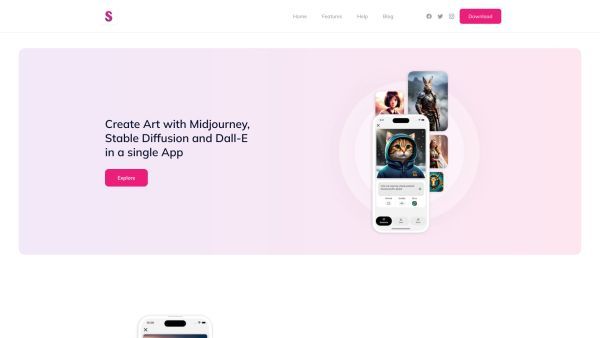 S
Home
Features
Help
Blog
Download
Create Art with Midjourney,
Stable Diffusion and Dall-E
in a single App
Explore